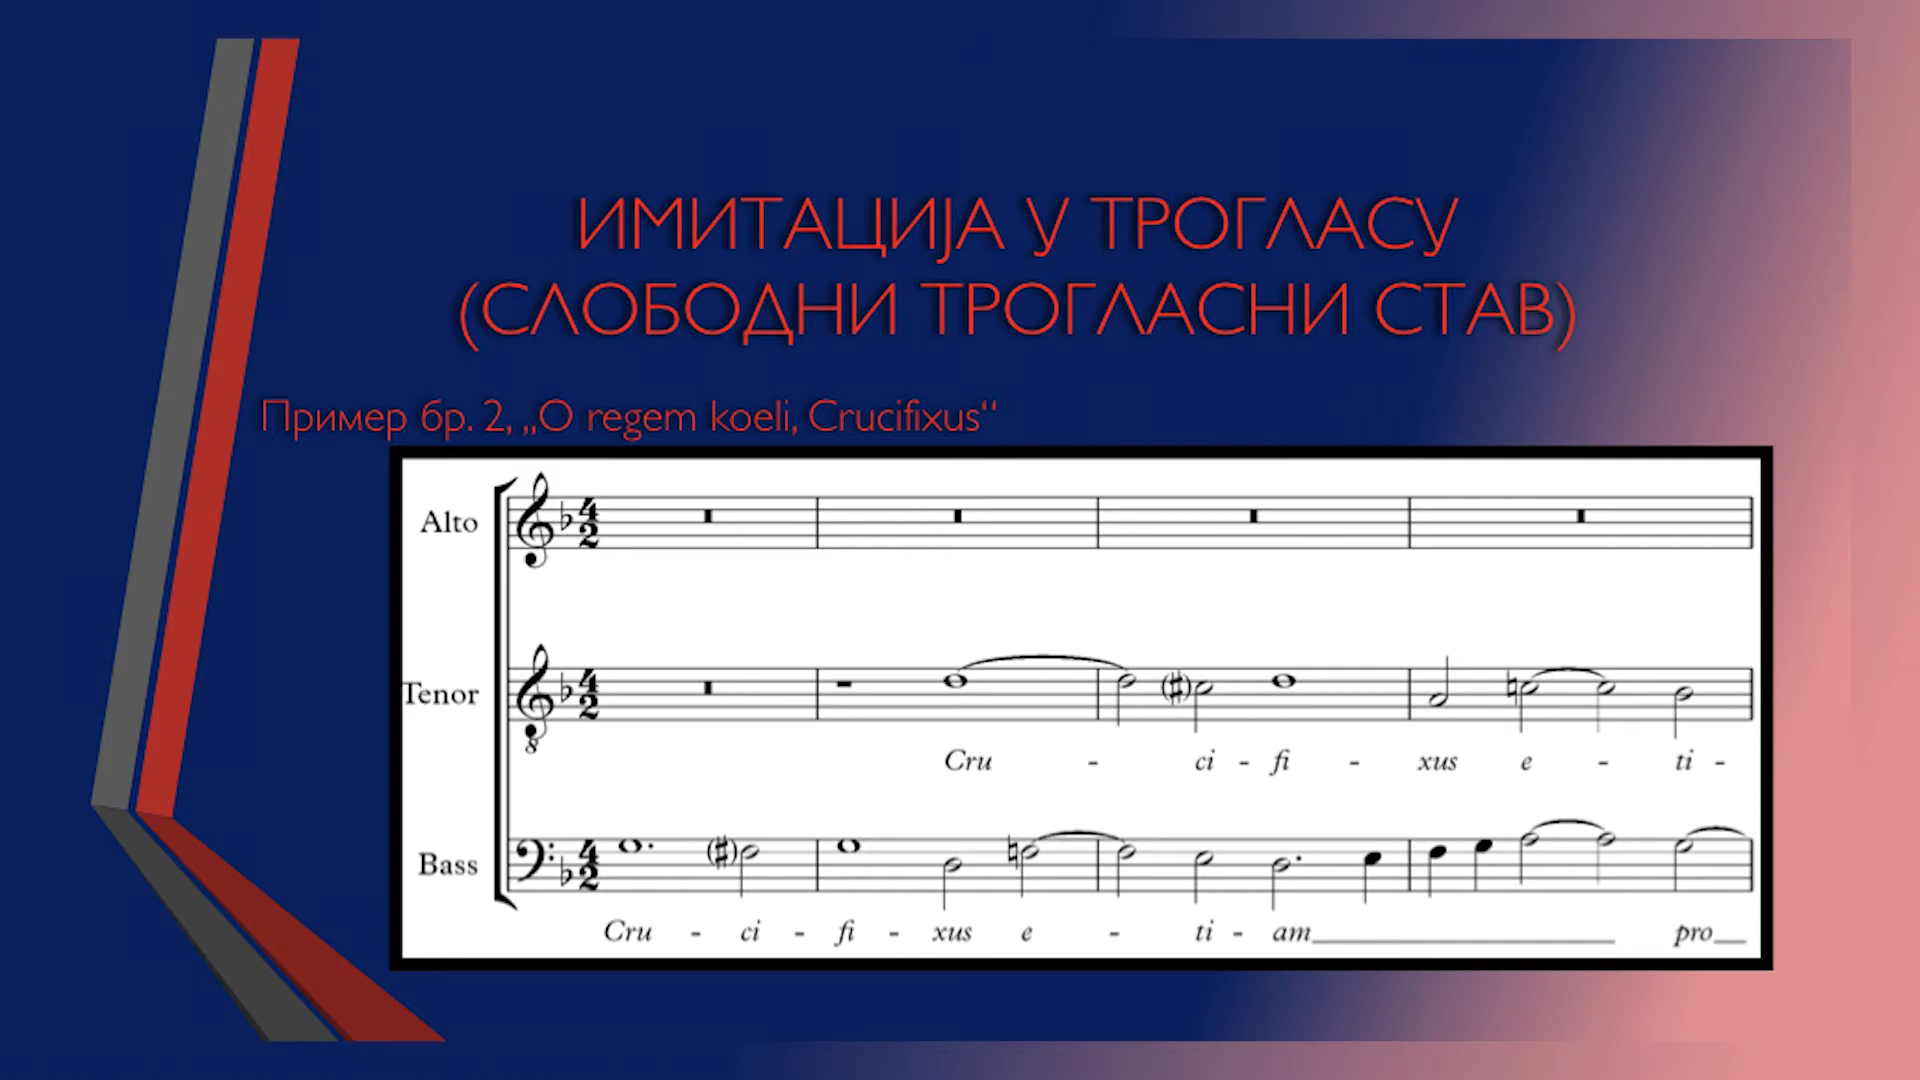 ИМИТАЦИЈА У ТРОГЛАСУ
(СЛОБОДНИ ТРОГЛАСНИ СТАВ)
Пример бр. 2, „O regem koeli, Crucifixus“
Alto
Tenor
8
Cru - ci - fi - xus e - ti -
Bass
Cru - ci - fi - xus e - ti - am pro